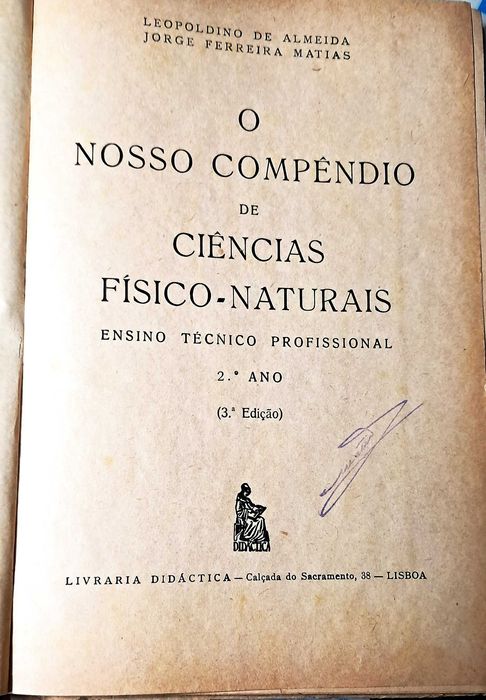 LEOPOLDINO DE ALMEIDA
JORGE FERREIRA MATIAS
O
NOSSO COMPÊNDIO
DE
CIÊNCIAS
FÍSICO-NATURAIS
ENSINO TÉCNICO PROFISSIONAL
2.º ANO
(3.ª Edição)
DIDÁCTICA
LIVRARIA DIDÁCTICA — Calçada do Sacramento, 38 — LISBOA